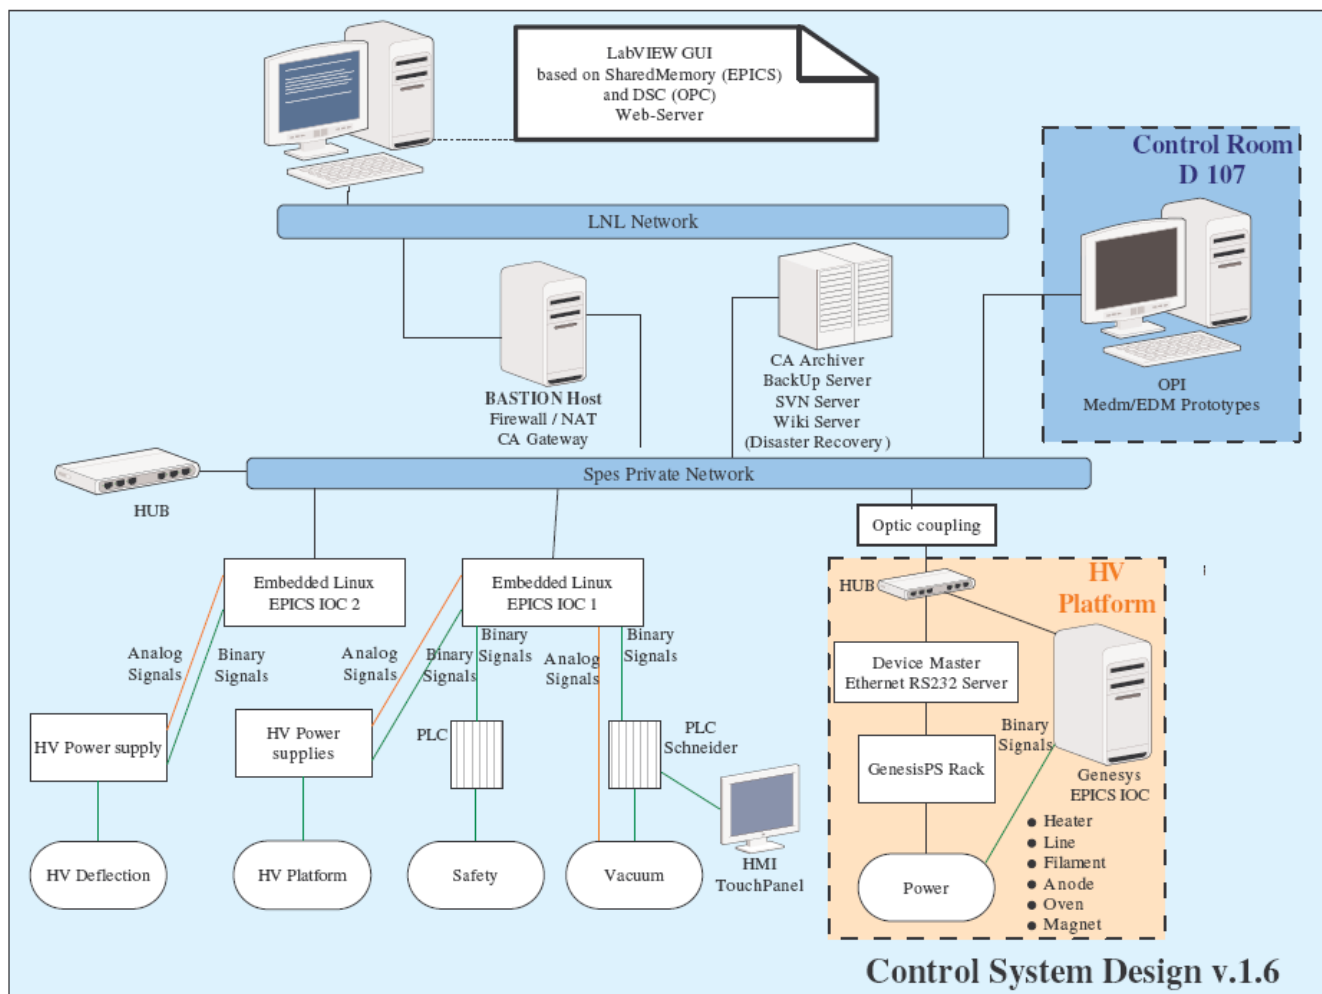 LabVIEW GUI
based on SharedMemory (EPICS)
and DSC (OPC)
Web-Server
Control Room
D 107
LNL Network
OPI
Medm/EDM Prototypes
BASTION Host
Firewall / NAT
CA Gateway
CA Archiver
BackUp Server
SVN Server
Wiki Server
(Disaster Recovery)
Spes Private Network
HUB
Optic coupling
Embedded Linux
EPICS IOC 2
Embedded Linux
EPICS IOC 1
HUB
HV
Platform
Analog
Signals
Binary
Signals
Analog
Signals
Binary
Signals
Binary
Signals
Analog
Signals
Binary
Signals
Device Master
Ethernet RS232 Server
HV Power supply
HV Power
supplies
PLC
PLC
Schneider
GenesisPS Rack
Binary
Signals
Genesys
EPICS IOC
Heater
Line
Filament
Anode
Oven
Magnet
HV Deflection
HV Platform
Safety
Vacuum
HMI
TouchPanel
Power
Control System Design v.1.6